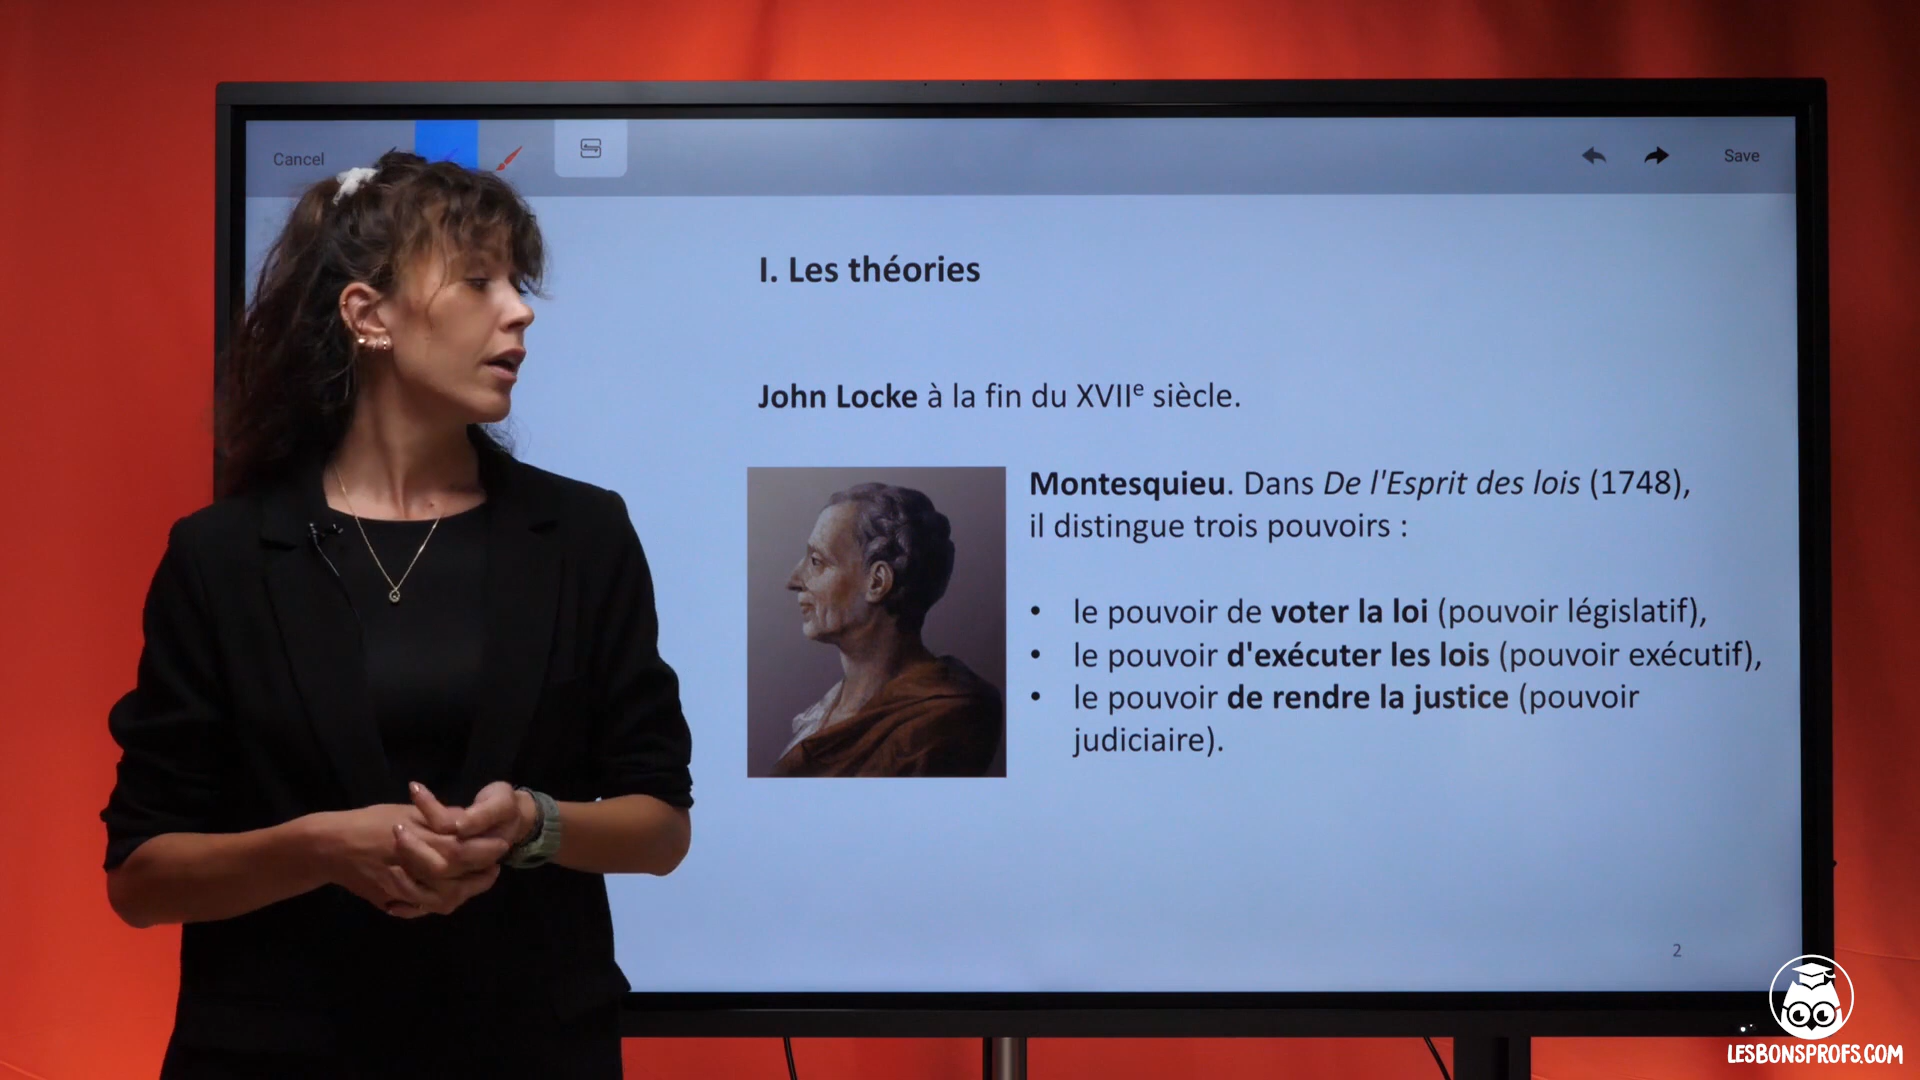 Cancel
Save
I. Les théories
John Locke à la fin du XVIIe siècle.
Montesquieu. Dans De l'Esprit des lois (1748),
il distingue trois pouvoirs :
• le pouvoir de voter la loi (pouvoir législatif),
• le pouvoir d'exécuter les lois (pouvoir exécutif),
• le pouvoir de rendre la justice (pouvoir
judiciaire).
2
LESBONSPROFS.COM